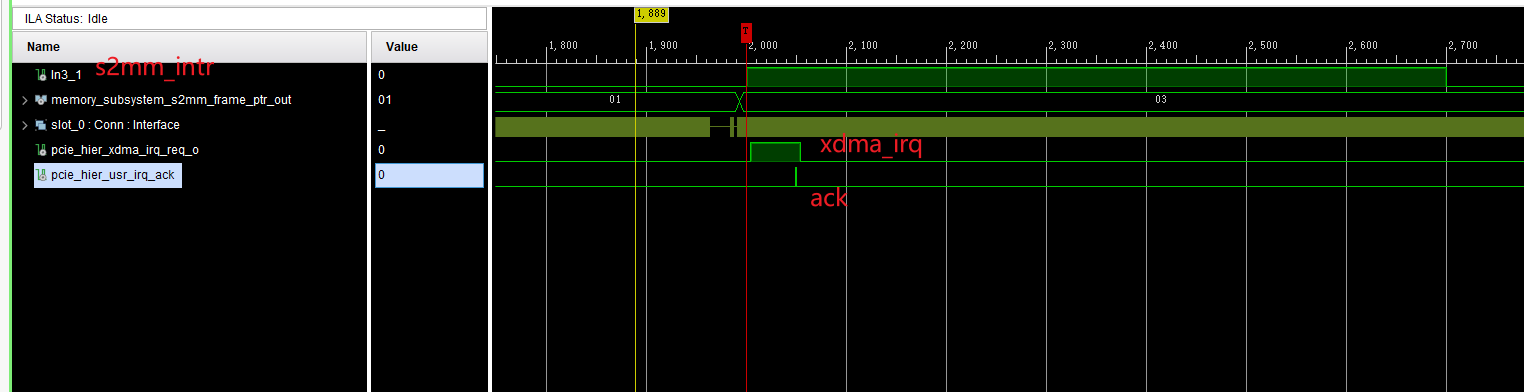 ILA Status: Idle
1,889
Name
Value
T
1,800
1,900
2,000
2,100
2,200
2,300
2,400
2,500
2,600
2,700
In3_1
s2mm_intr
0
memory_subsystem_s2mm_frame_ptr_out
01
01
03
slot_0 : Conn : Interface
_
pcie_hier_xdma_irq_req_o
0
xdma_irq
pcie_hier_usr_irq_ack
0
ack